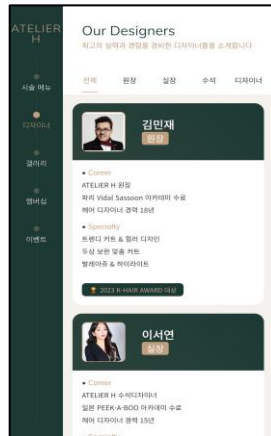 ATELIER
H
시술 메뉴
디자이너
갤러리
멤버십
이벤트
Our Designers
최고의 실력과 경험을 겸비한 디자이너들을 소개합니다
전체 원장 실장 수석 디자이너
김민재
원장
• Career
ATELIER H 원장
파리 Vidal Sassoon 아카데미 수료
헤어 디자이너 경력 18년
• Specialty
트렌디 커트 & 컬러 디자인
두상 보완 맞춤 커트
발레아쥬 & 하이라이트
🏆 2023 K-HAIR AWARD 대상
이서연
실장
• Career
ATELIER H 수석디자이너
일본 PEEK-A-BOO 아카데미 수료
헤어 디자이너 경력 15년